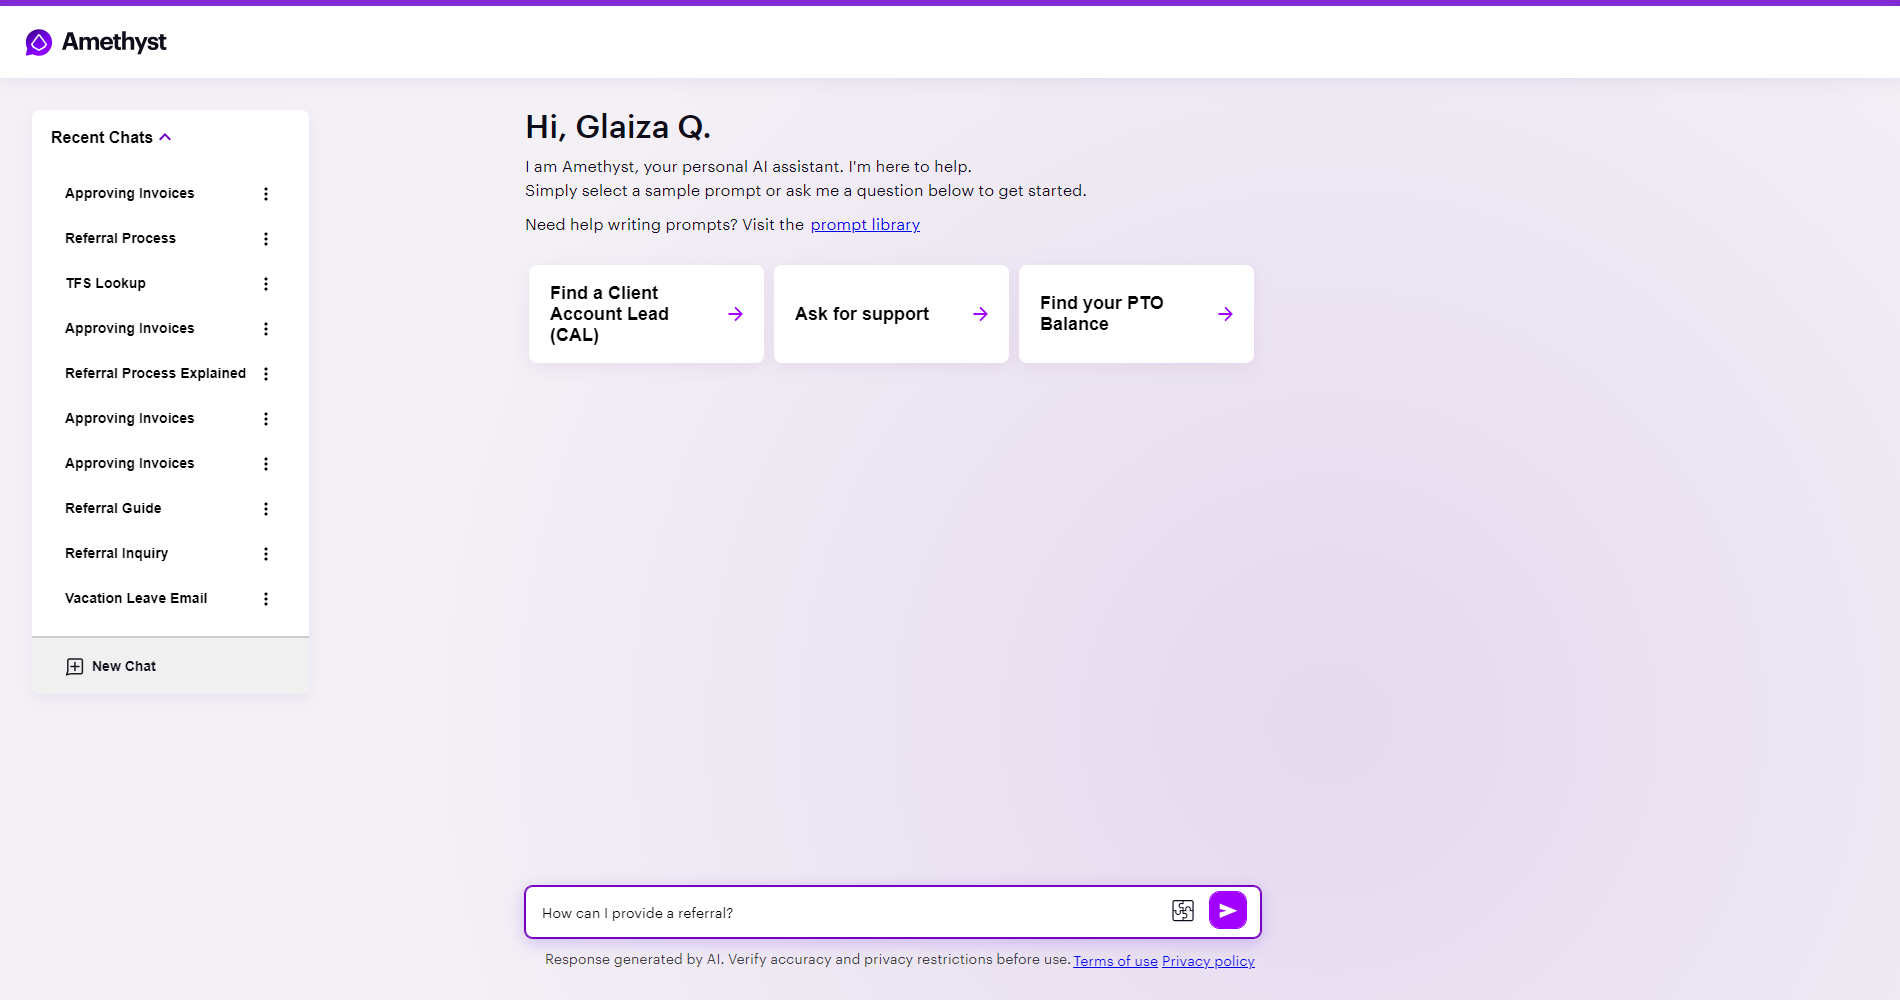 Amethyst
Recent Chats
Approving Invoices
Referral Process
TFS Lookup
Approving Invoices
Referral Process Explained
Approving Invoices
Approving Invoices
Referral Guide
Referral Inquiry
Vacation Leave Email
New Chat
Hi, Glaiza Q.
I am Amethyst, your personal AI assistant. I'm here to help.
Simply select a sample prompt or ask me a question below to get started.
Need help writing prompts? Visit the prompt library
Find a Client
Account Lead
(CAL)
Ask for support
Find your PTO
Balance
How can I provide a referral?
Response generated by AI. Verify accuracy and privacy restrictions before use. Terms of use Privacy policy